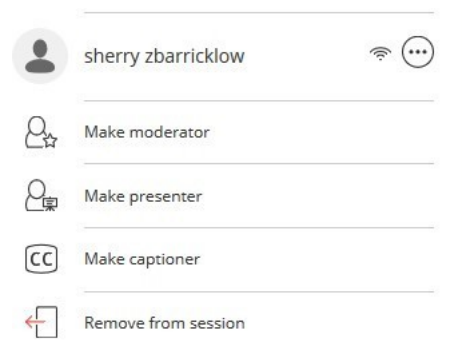 sherry zbarricklow
Make moderator
Make presenter
CC Make captioner
Remove from session